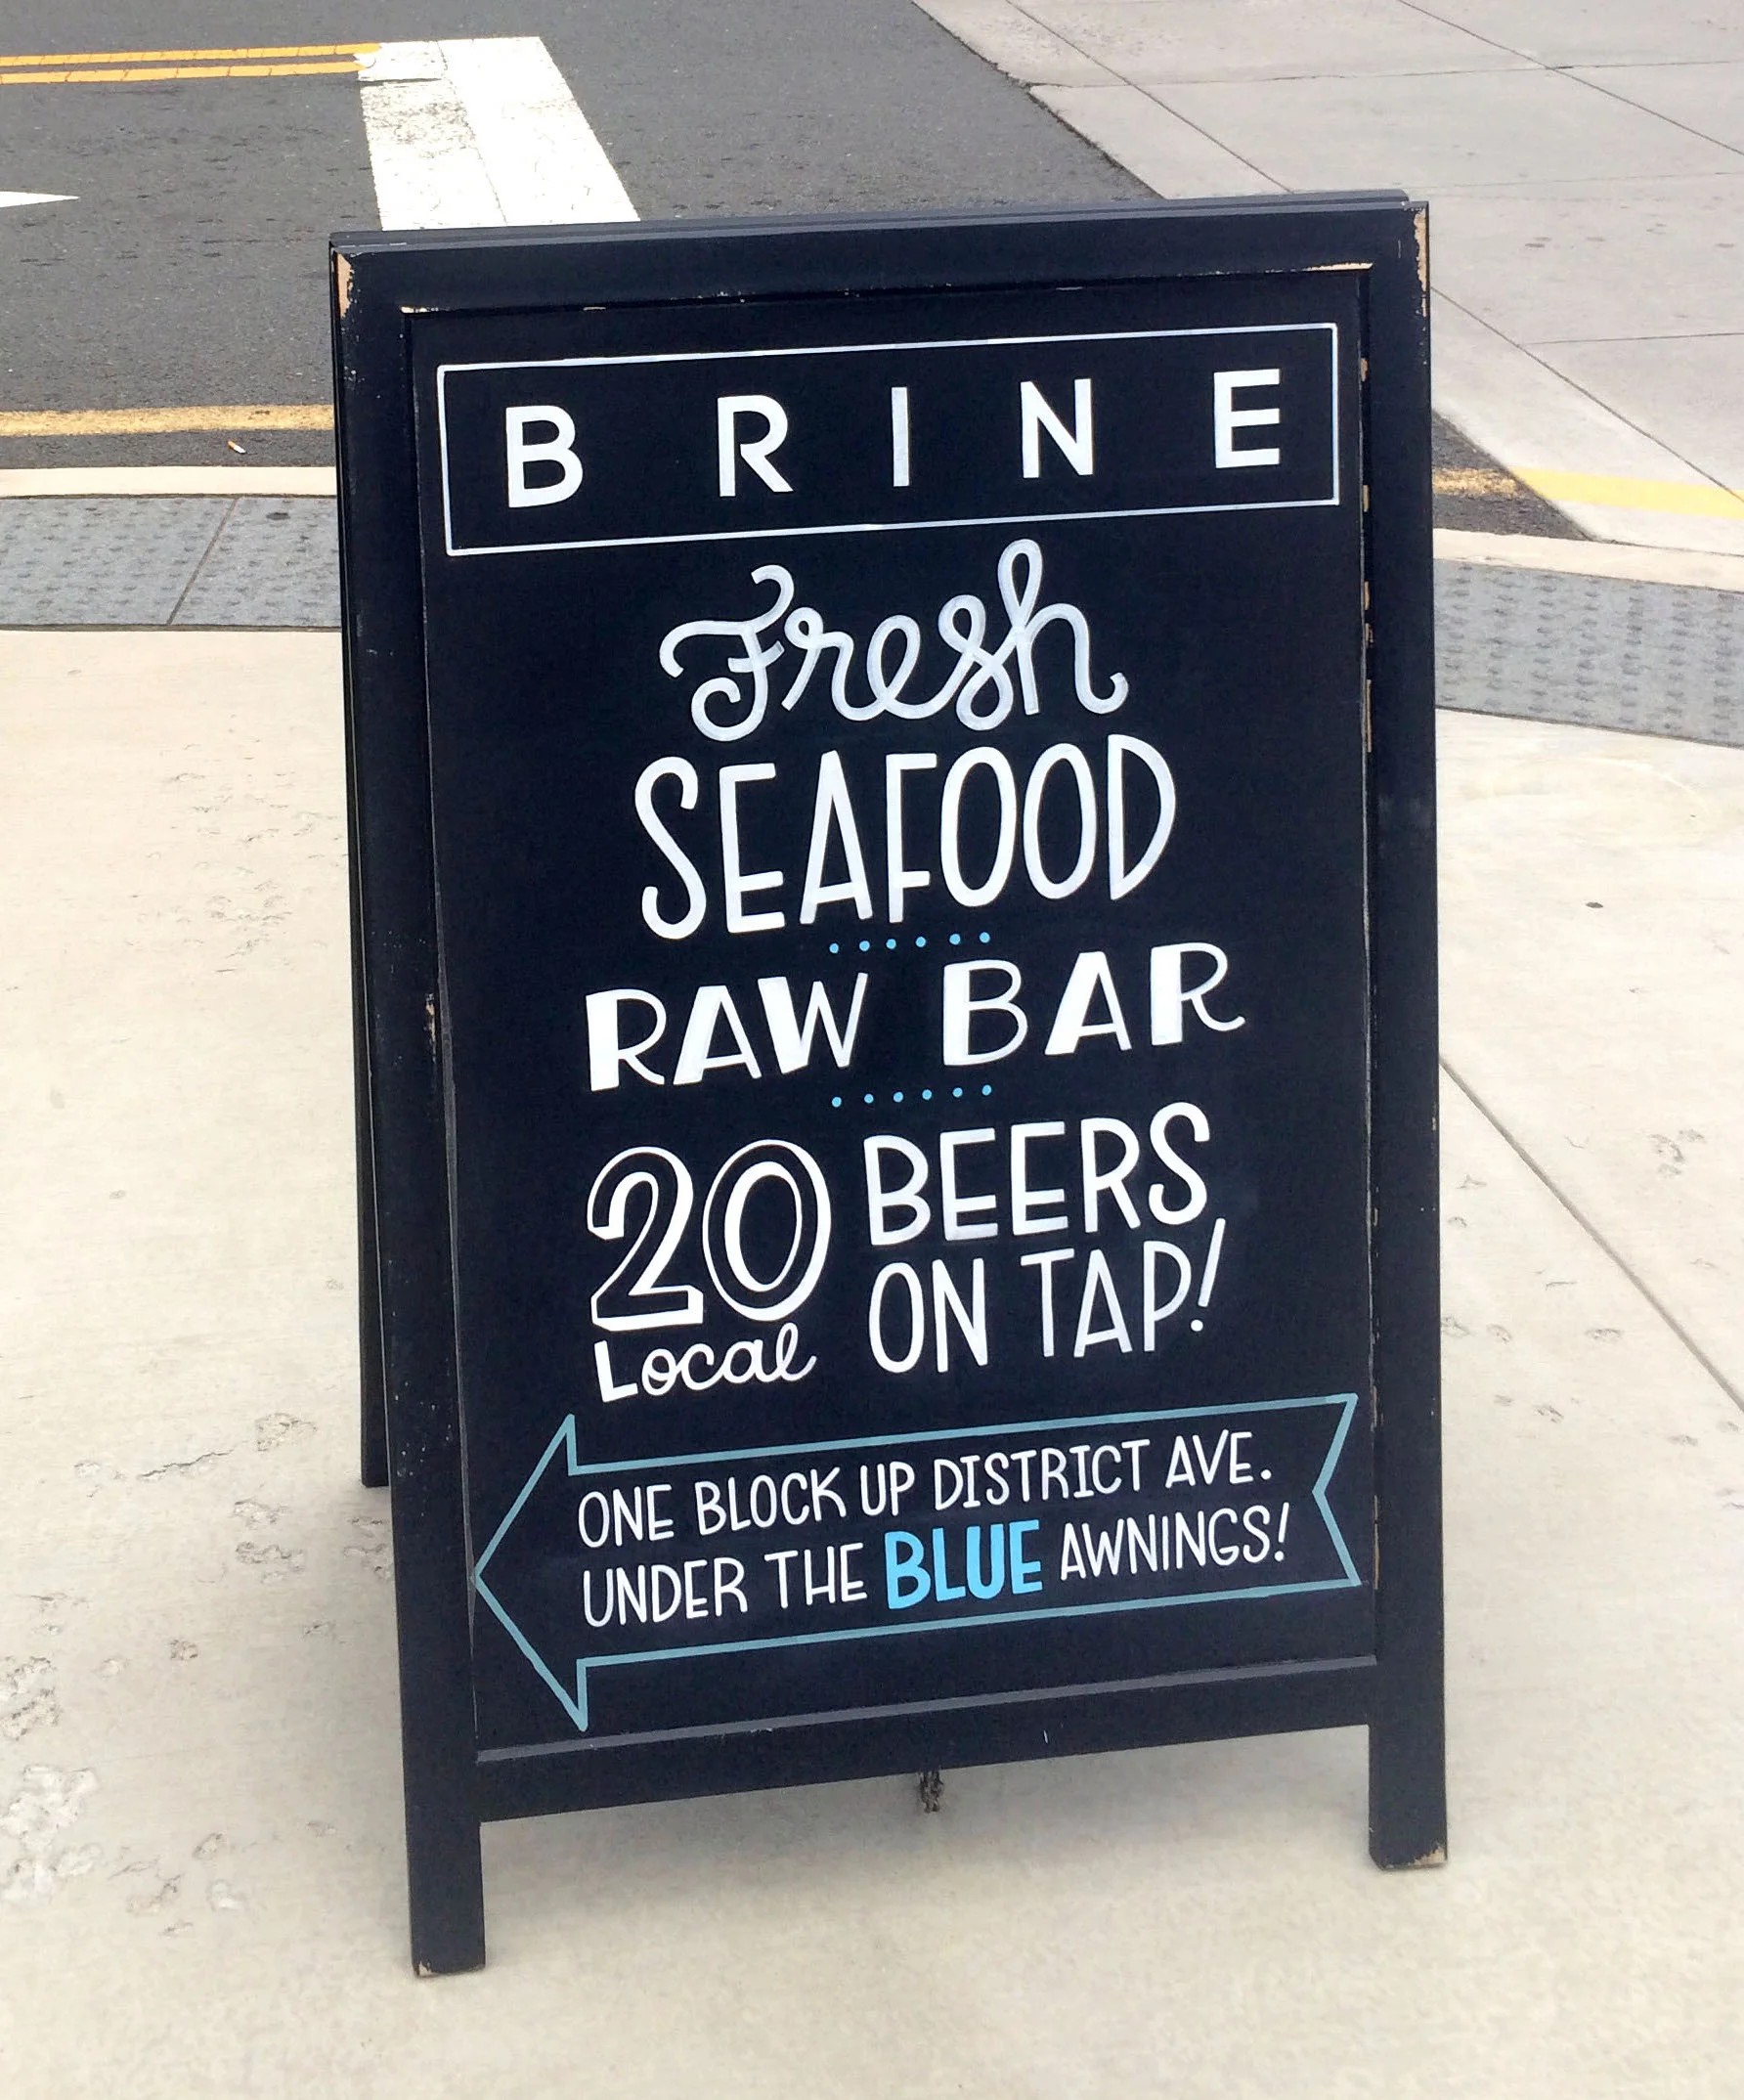 BRINE
Fresh
SEAFOOD
RAW BAR
20 BEERS
Local ON TAP!
ONE BLOCK UP DISTRICT AVE.
UNDER THE BLUE AWNINGS!